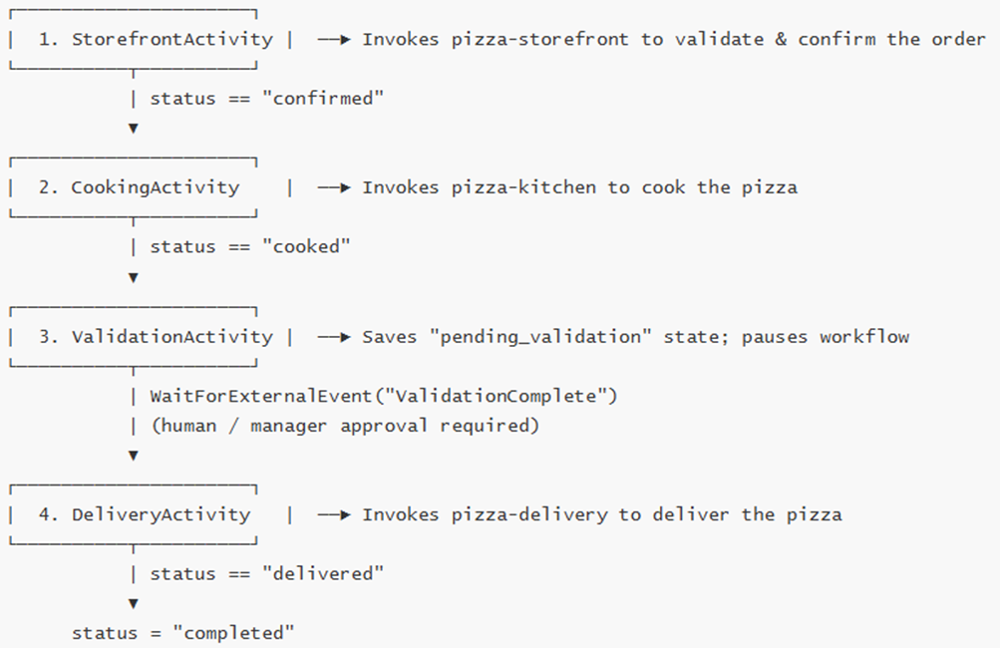 1. StorefrontActivity | ──► Invokes pizza-storefront to validate & confirm the order
| status == "confirmed"
▼
| 2. CookingActivity | ──► Invokes pizza-kitchen to cook the pizza
| status == "cooked"
▼
| 3. ValidationActivity | ──► Saves "pending_validation" state; pauses workflow
| WaitForExternalEvent("ValidationComplete")
| (human / manager approval required)
▼
| 4. DeliveryActivity | ──► Invokes pizza-delivery to deliver the pizza
| status == "delivered"
▼
status = "completed"